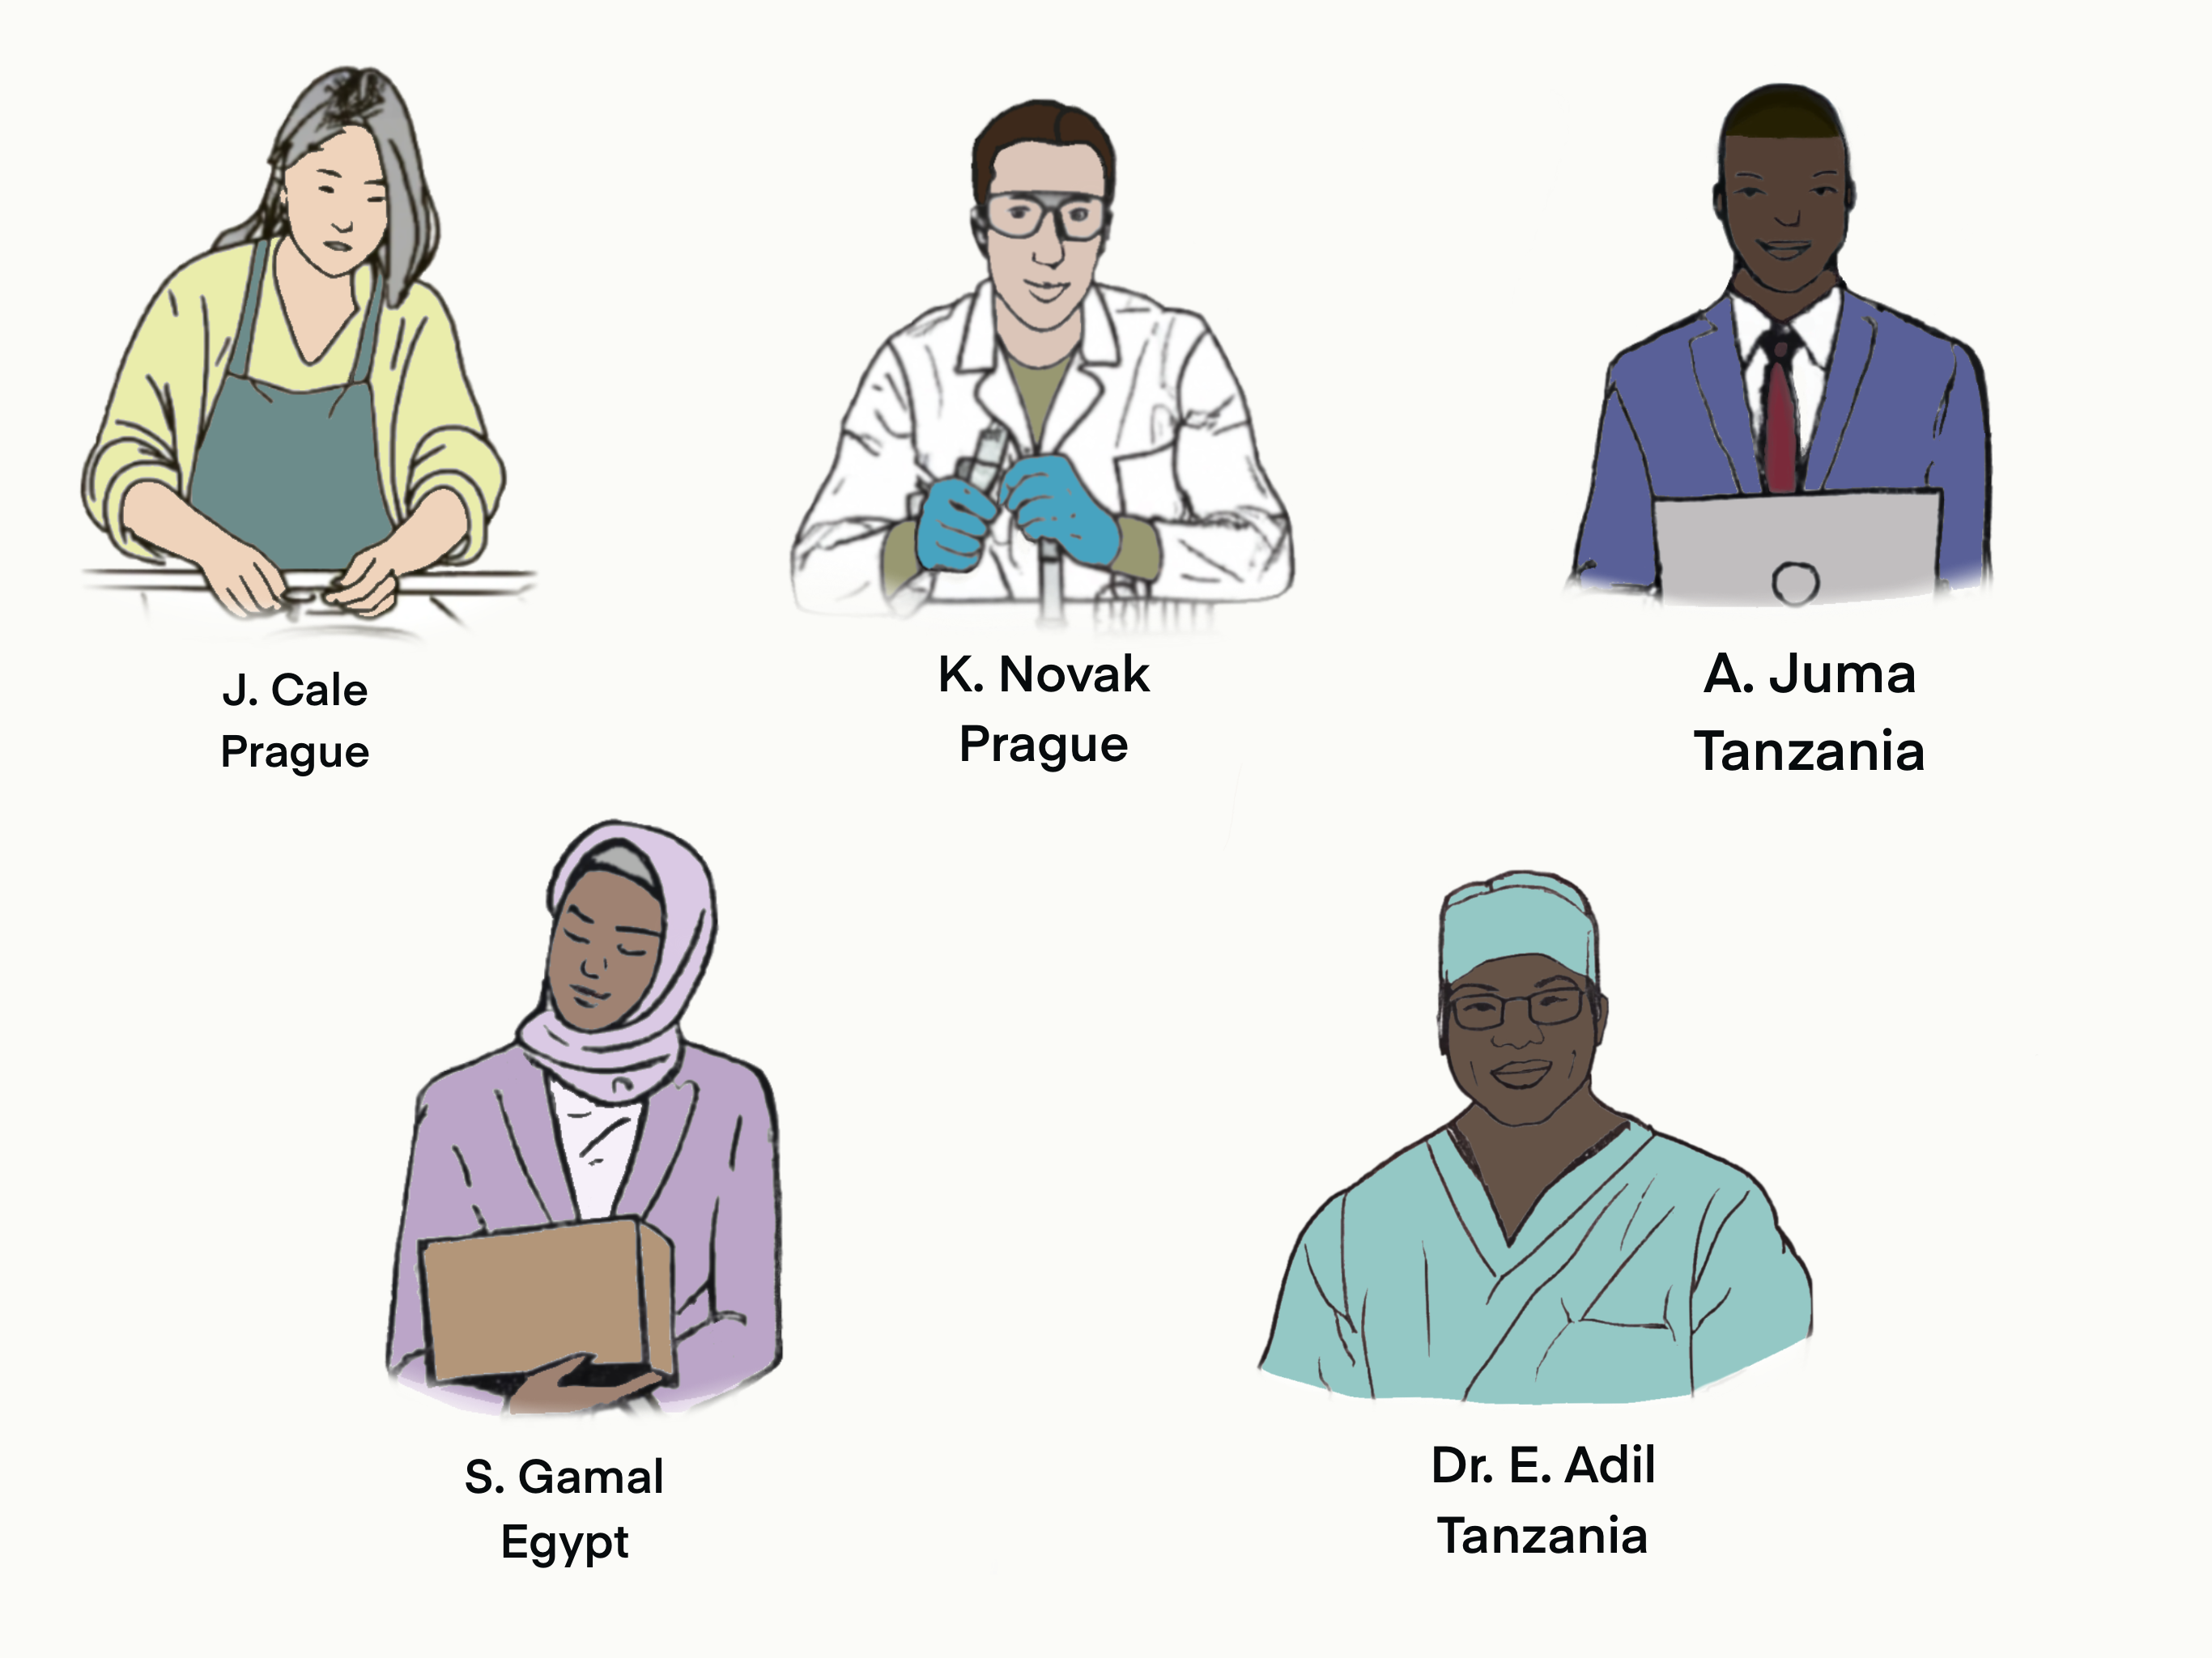 J. Cale
Prague
K. Novak
Prague
A. Juma
Tanzania
S. Gamal
Egypt
Dr. E. Adil
Tanzania